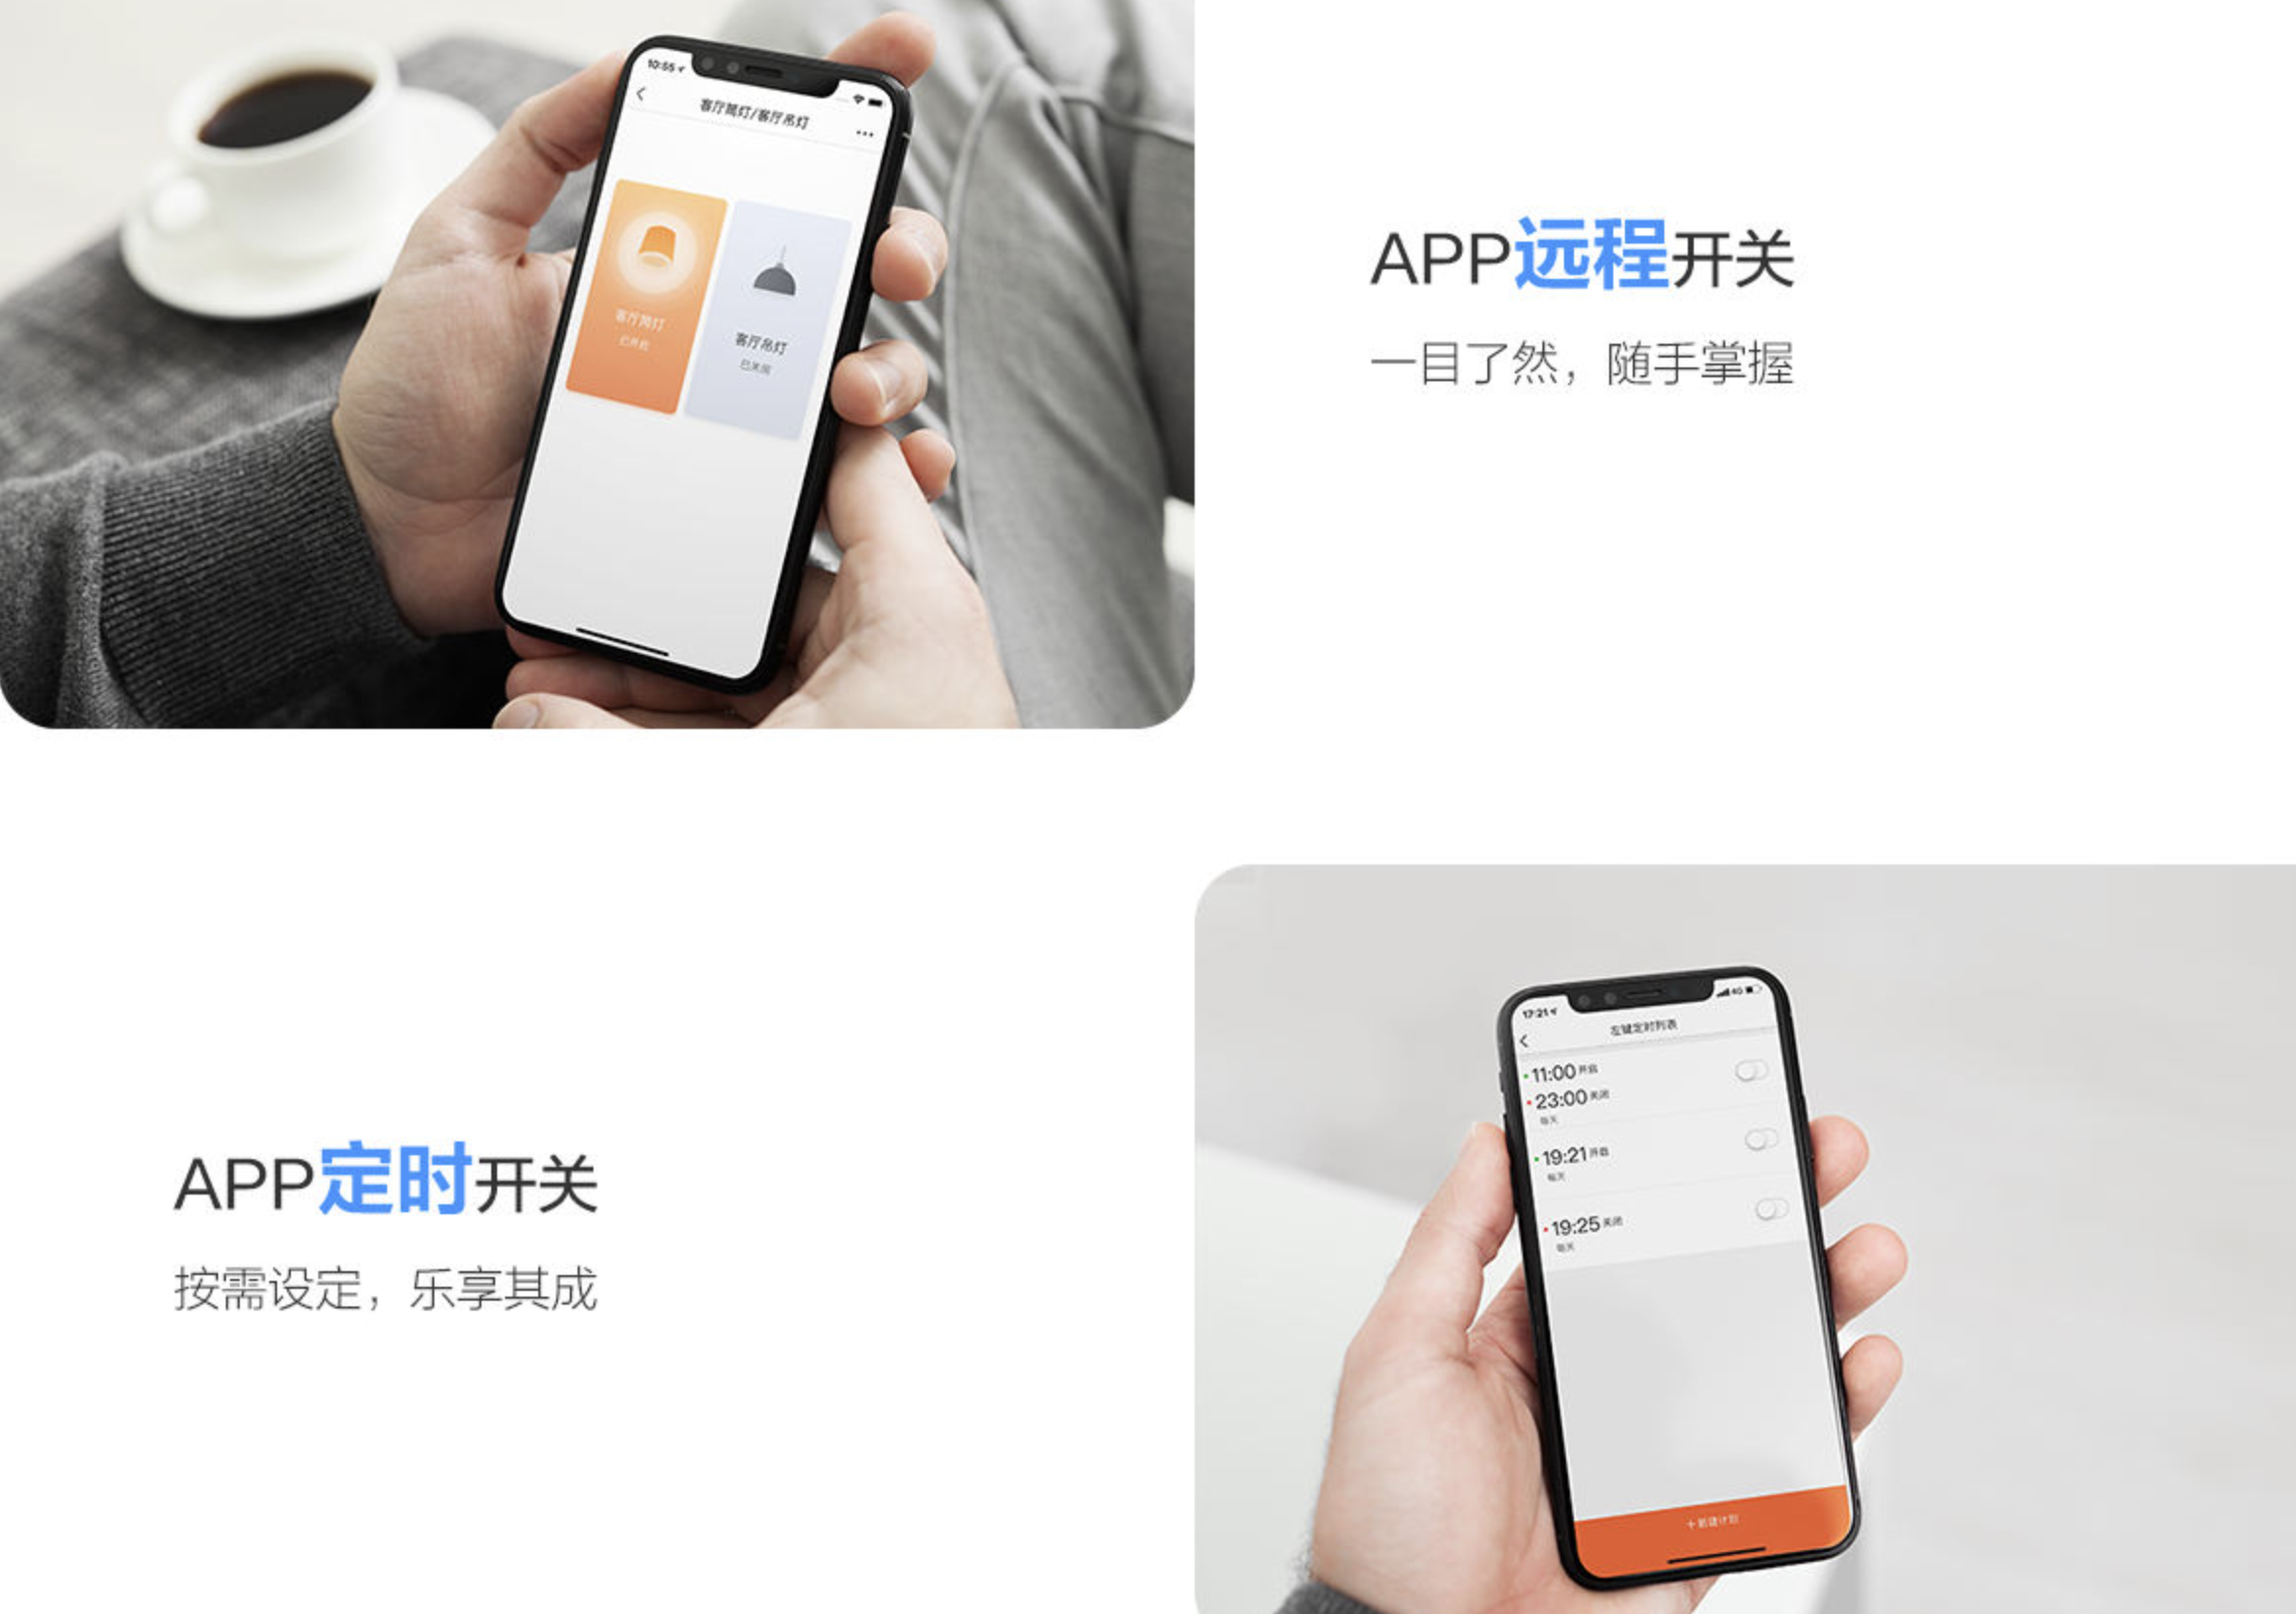 10:55
客厅筒灯/客厅吊灯
客厅筒灯
已开启
客厅吊灯
已关闭
APP远程开关
一目了然，随手掌握
APP定时开关
按需设定，乐享其成
17:21 4G
左键定时列表
11:00 开启
23:00 关闭
每天
19:21 开启
每天
19:25 关闭
每天
+新建计划